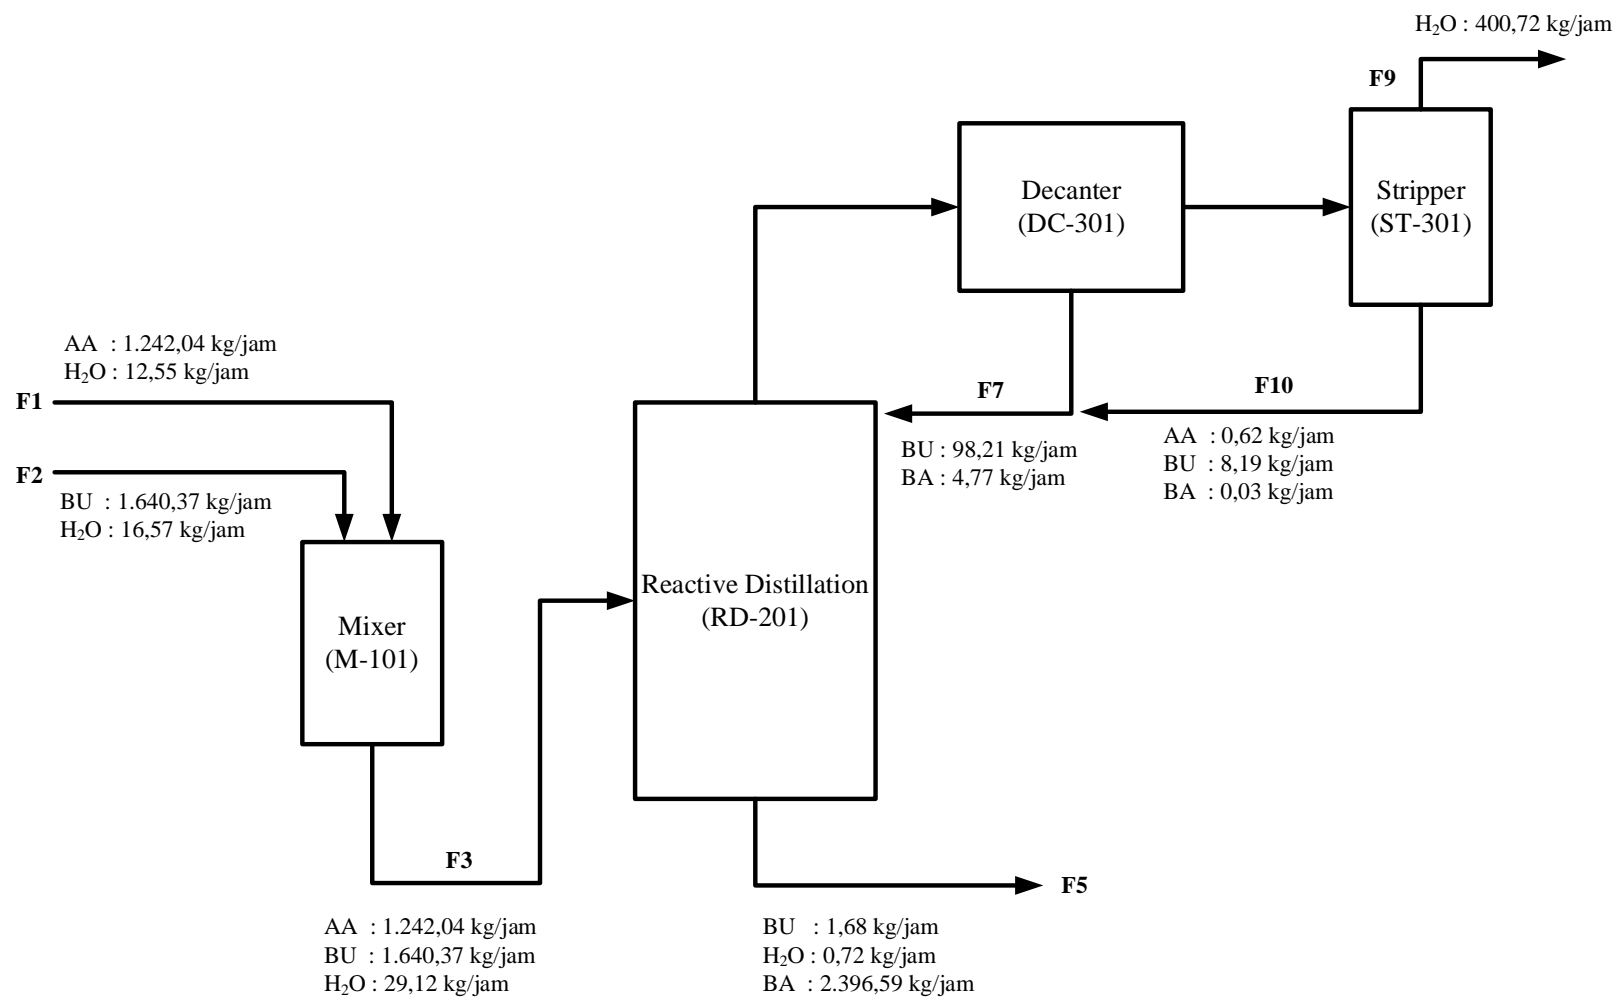 H₂O : 400,72 kg/jam
F9
Decanter
(DC-301)
Stripper
(ST-301)
AA : 1.242,04 kg/jam
H₂O : 12,55 kg/jam
F1
F7
F10
BU : 98,21 kg/jam
BA : 4,77 kg/jam
AA : 0,62 kg/jam
BU : 8,19 kg/jam
BA : 0,03 kg/jam
F2
BU : 1.640,37 kg/jam
H₂O : 16,57 kg/jam
Reactive Distillation
(RD-201)
Mixer
(M-101)
F3
F5
AA : 1.242,04 kg/jam
BU : 1.640,37 kg/jam
H₂O : 29,12 kg/jam
BU : 1,68 kg/jam
H₂O : 0,72 kg/jam
BA : 2.396,59 kg/jam